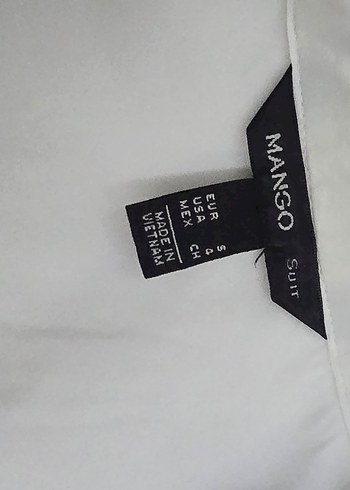 MANGO Suit
EUR S
USA 4
MEX CH
MADE IN
VIETNAM